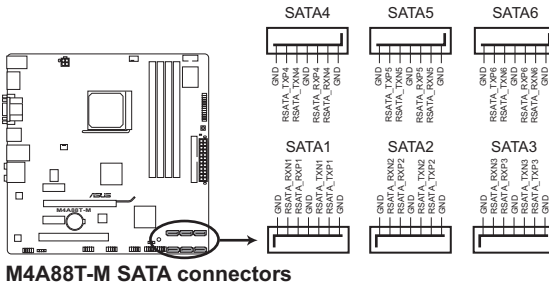 SATA4 SATA5 SATA6
GND RSATA_TXP4 RSATA_TXN4 GND RSATA_RXP4 RSATA_RXN4 GND
GND RSATA_TXP5 RSATA_TXN5 GND RSATA_RXP5 RSATA_RXN5 GND
GND RSATA_TXP6 RSATA_TXN6 GND RSATA_RXP6 RSATA_RXN6 GND
SATA1 SATA2 SATA3
GND RSATA_RXN1 RSATA_RXP1 GND RSATA_TXN1 RSATA_TXP1 GND
GND RSATA_RXN2 RSATA_RXP2 GND RSATA_TXN2 RSATA_TXP2 GND
GND RSATA_RXN3 RSATA_RXP3 GND RSATA_TXN3 RSATA_TXP3 GND
ASUS
M4A88T-M
M4A88T-M SATA connectors